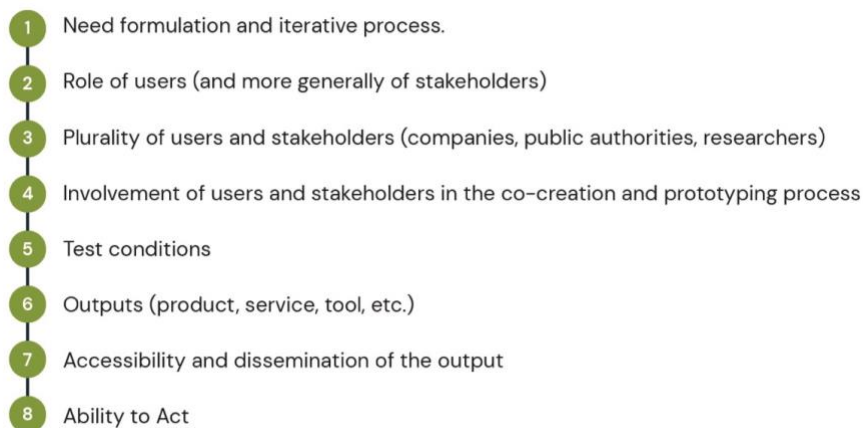 1 Need formulation and iterative process.
2 Role of users (and more generally of stakeholders)
3 Plurality of users and stakeholders (companies, public authorities, researchers)
4 Involvement of users and stakeholders in the co-creation and prototyping process
5 Test conditions
6 Outputs (product, service, tool, etc.)
7 Accessibility and dissemination of the output
8 Ability to Act